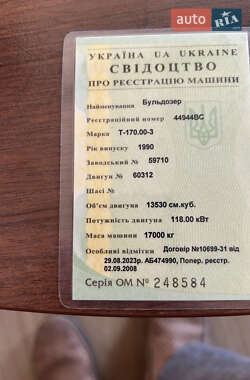 auto RIA
УКРАЇНА UA UKRAINE
СВІДОЦТВО
ПРО РЕЄСТРАЦІЮ МАШИНИ
Найменування Бульдозер
Реєстраційний номер 44944ВС
Марка Т-170.00-3
Рік випуску 1990
Заводський № 59710
Двигун № 60312
Шасі №
Об'єм двигуна 13530 см.куб.
Потужність двигуна 118.00 кВт
Маса машини 17000 кг
Особливі відмітки Договір №10699-31 від
29.08.2023р. АБ474990, Попер. реєстр.
02.09.2008
Серія ОМ № 248584